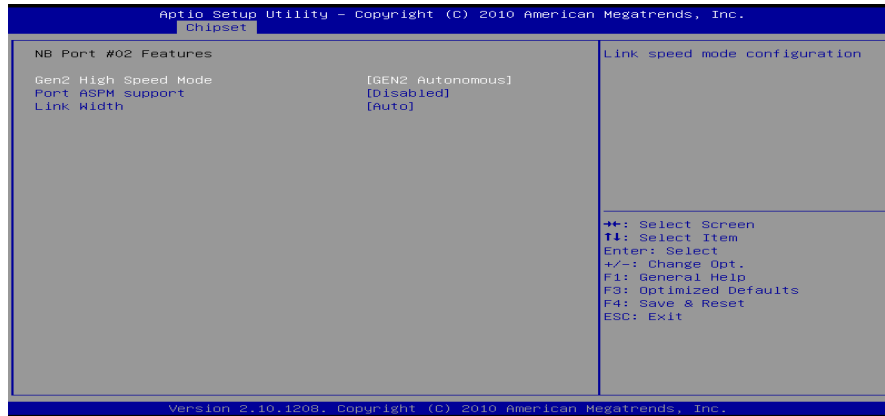 Aptio Setup Utility – Copyright (C) 2010 American Megatrends, Inc.
Chipset
NB Port #02 Features
Link speed mode configuration
Gen2 High Speed Mode [GEN2 Autonomous]
Port ASPM support [Disabled]
Link Width [Auto]
→←: Select Screen
↑↓: Select Item
Enter: Select
+/-: Change Opt.
F1: General Help
F3: Optimized Defaults
F4: Save & Reset
ESC: Exit
Version 2.10.1208. Copyright (C) 2010 American Megatrends, Inc.